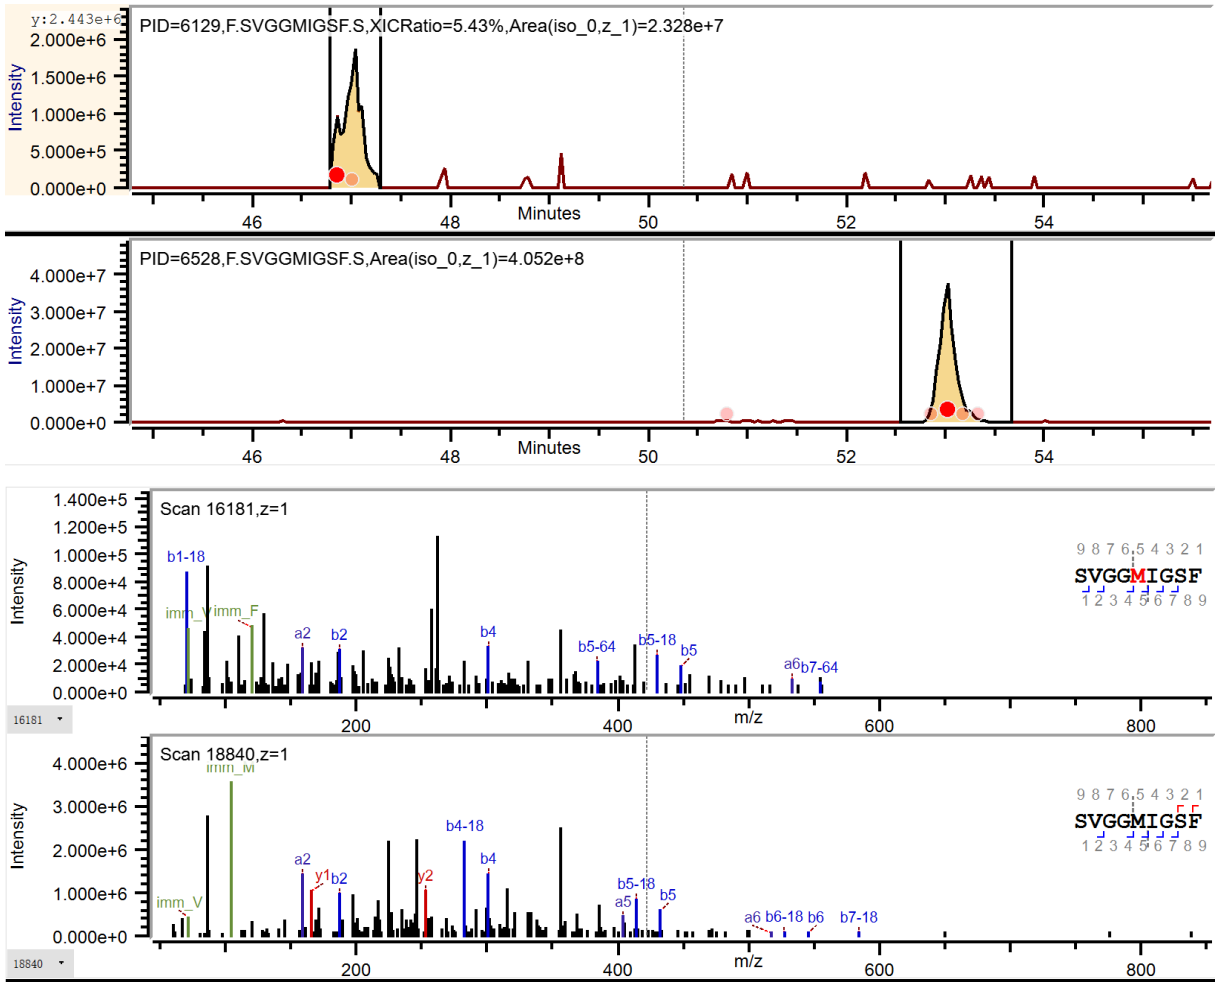 y:2.443e+6
PID=6129,F.SVGGMIGSF.S,XICRatio=5.43%,Area(iso_0,z_1)=2.328e+7
Intensity
2.000e+6
1.500e+6
1.000e+6
5.000e+5
0.000e+0
46 48 50 52 54
Minutes
PID=6528,F.SVGGMIGSF.S,Area(iso_0,z_1)=4.052e+8
Intensity
4.000e+7
3.000e+7
2.000e+7
1.000e+7
0.000e+0
46 48 50 52 54
Minutes
Scan 16181,z=1
Intensity
1.400e+5
1.200e+5
1.000e+5
8.000e+4
6.000e+4
4.000e+4
2.000e+4
0.000e+0
b1-18
imm_V imm_F
a2 b2 b4 b5-64 b5-18 b5 a6 b7-64
9 8 7 6 5 4 3 2 1
SVGGMIGSF
1 2 3 4 5 6 7 8 9
200 400 600 800
m/z
16181
Scan 18840,z=1
Intensity
4.000e+6
3.000e+6
2.000e+6
1.000e+6
0.000e+0
imm_M
imm_V a2 y1 b2 y2 b4-18 b4 a5 b5-18 b5 a6 b6-18 b6 b7-18
9 8 7 6 5 4 3 2 1
SVGGMIGSF
1 2 3 4 5 6 7 8 9
200 400 600 800
m/z
18840